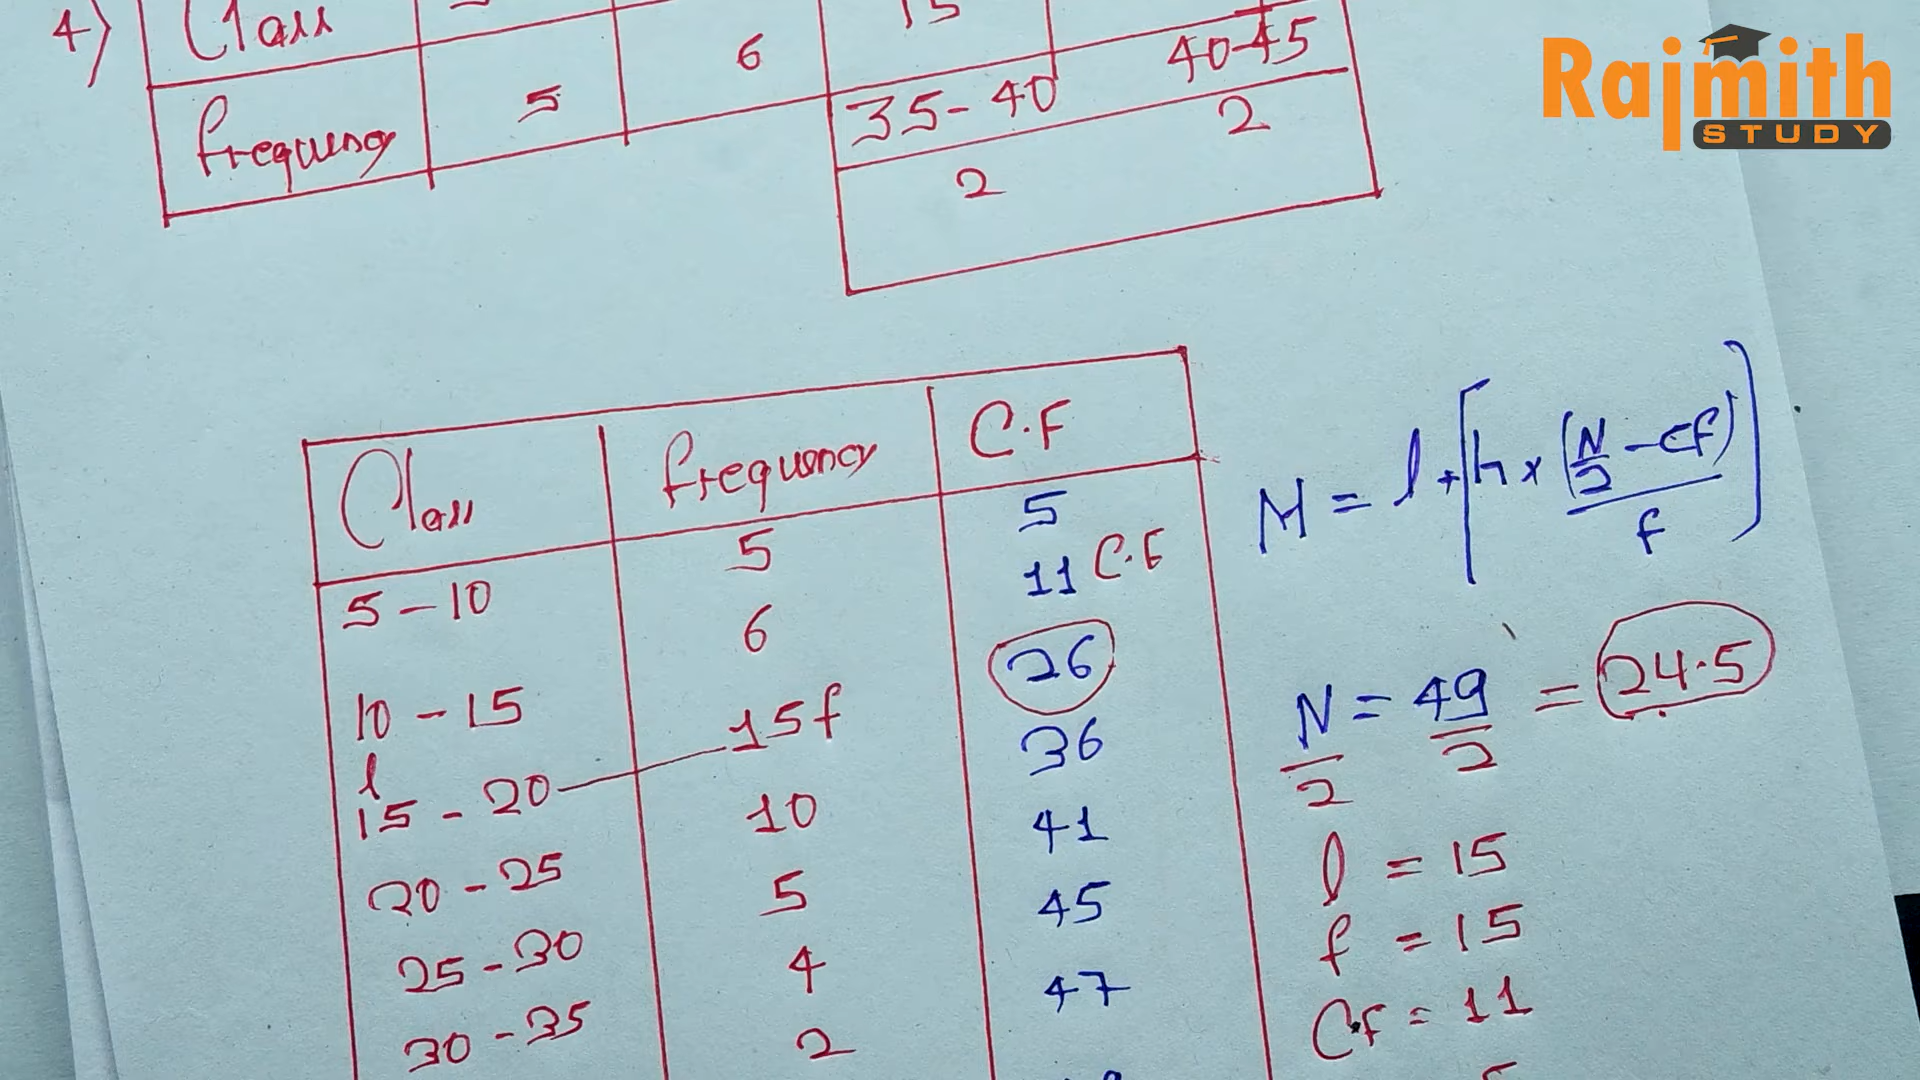 Rajmith
STUDY
4) Class 15
40-45
Frequency 5 6 35-40 2
2
Class Frequency C.F
5-10 5 5
10-15 6 11 C.F
l
15-20 15 f 26
20-25 10 36
25-30 5 41
30-35 4 45
2 47
M = l + [h × (N/2 - cf) / f]
N/2 = 49/2 = 24.5
l = 15
f = 15
Cf = 11